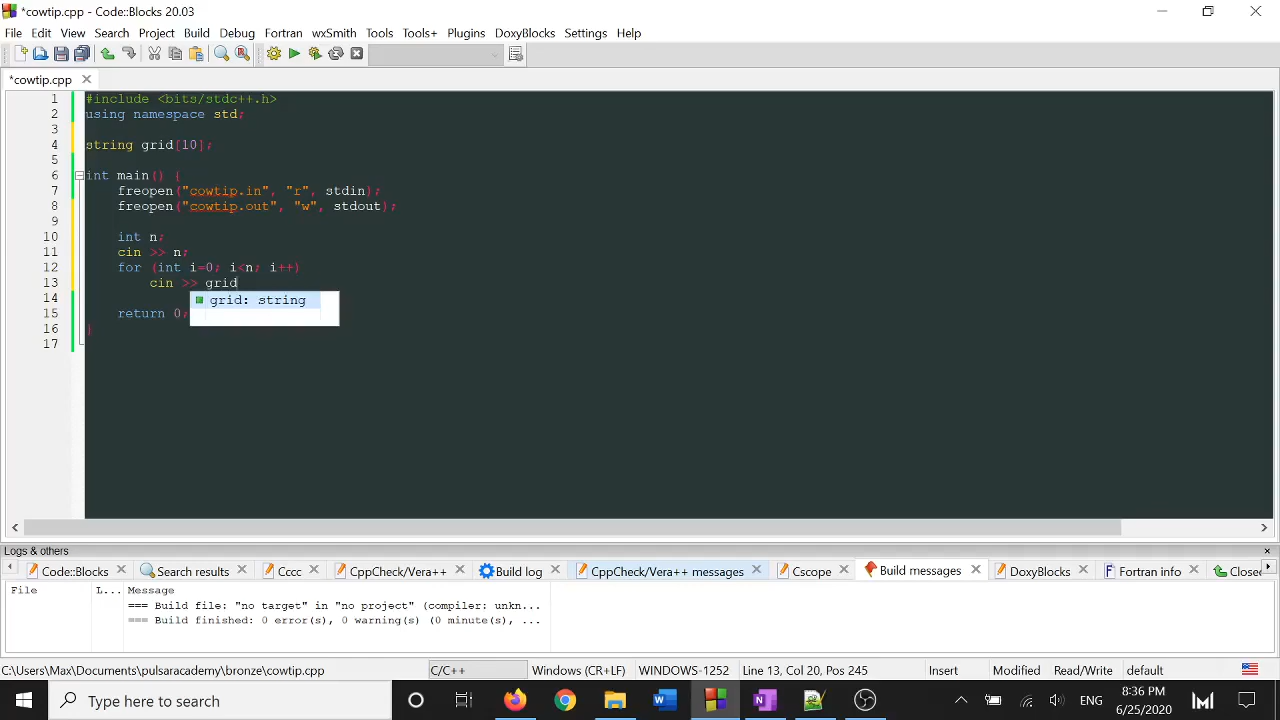 *cowtip.cpp - Code::Blocks 20.03
File Edit View Search Project Build Debug Fortran wxSmith Tools Tools+ Plugins DoxyBlocks Settings Help
*cowtip.cpp
1 #include <bits/stdc++.h>
2 using namespace std;
3
4 string grid[10];
5
6 int main() {
7 freopen("cowtip.in", "r", stdin);
8 freopen("cowtip.out", "w", stdout);
9
10 int n;
11 cin >> n;
12 for (int i=0; i<n; i++)
13 cin >> grid
grid: string
14
15 return 0;
16 }
17
Logs & others
Code::Blocks Search results Cccc CppCheck/Vera++ Build log CppCheck/Vera++ messages Cscope Build messages DoxyBlocks Fortran info Close
File L... Message
=== Build file: "no target" in "no project" (compiler: unkn...
=== Build finished: 0 error(s), 0 warning(s) (0 minute(s), ...
C:\Users\Max\Documents\pulsaracademy\bronze\cowtip.cpp C/C++ Windows (CR+LF) WINDOWS-1252 Line 13, Col 20, Pos 245 Insert Modified Read/Write default
Type here to search
ENG
8:36 PM
6/25/2020